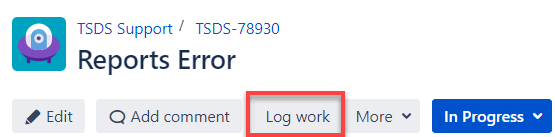 TSDS Support / TSDS-78930
Reports Error
Edit Add comment Log work More In Progress